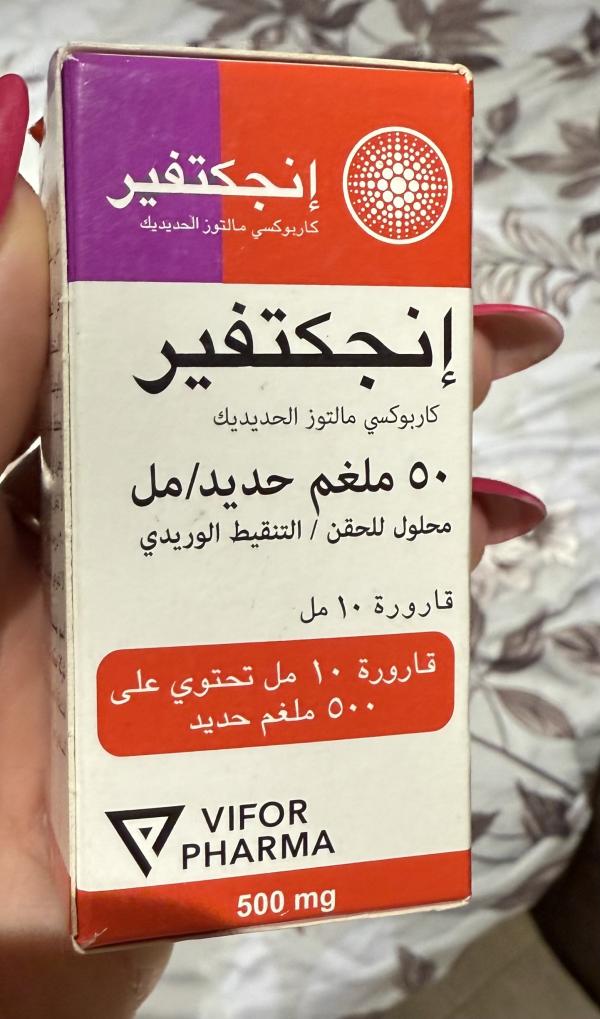 إنجكتفير
كاربوكسي مالتوز الحديديك
إنجكتفير
كاربوكسي مالتوز الحديديك
٥٠ ملغم حديد/مل
محلول للحقن / التنقيط الوريدي
قارورة ١٠ مل
قارورة ١٠ مل تحتوي على
٥٠٠ ملغم حديد
VIFOR
PHARMA
500 mg